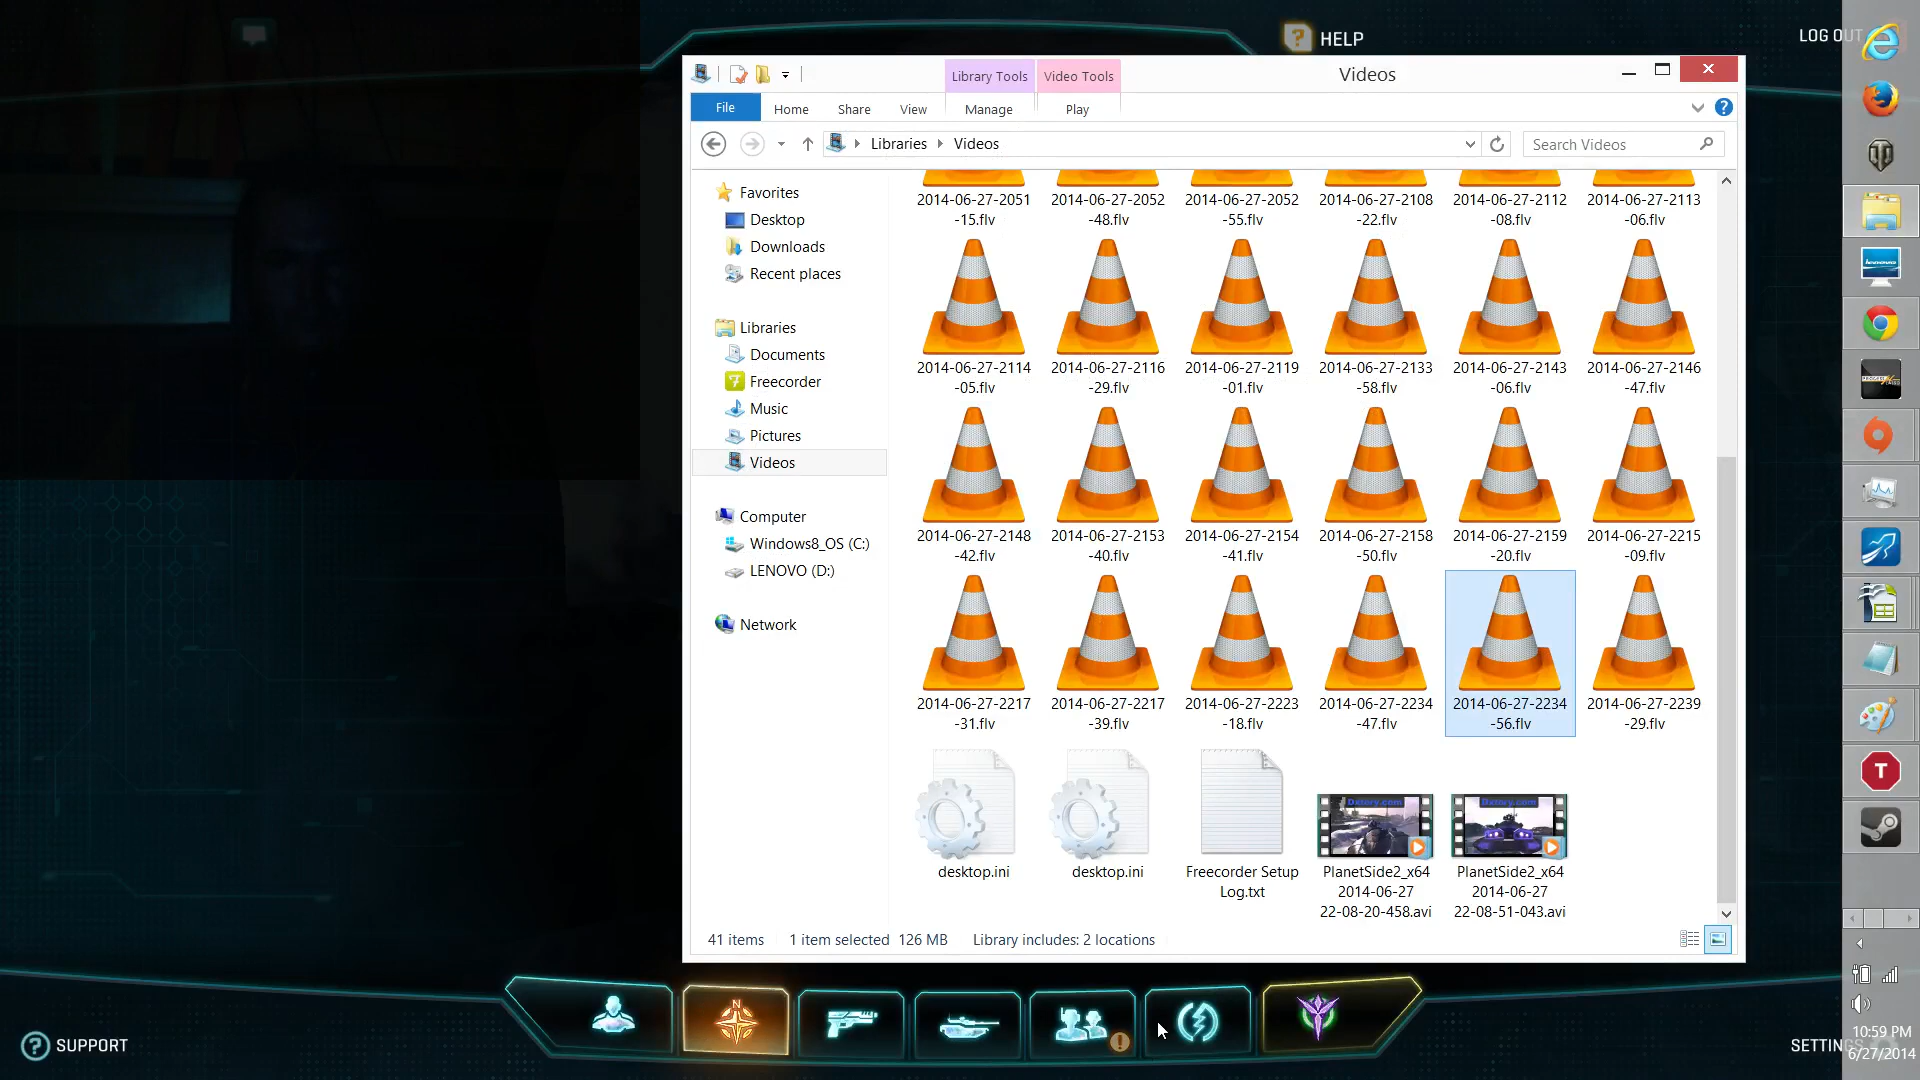 HELP
LOG OUT
Library Tools
Video Tools
Videos
File
Home
Share
View
Manage
Play
Libraries
Videos
Search Videos
Favorites
Desktop
Downloads
Recent places
Libraries
Documents
Freecorder
Music
Pictures
Videos
Computer
Windows8_OS (C:)
LENOVO (D:)
Network
2014-06-27-2051
-15.flv
2014-06-27-2052
-48.flv
2014-06-27-2052
-55.flv
2014-06-27-2108
-22.flv
2014-06-27-2112
-08.flv
2014-06-27-2113
-06.flv
2014-06-27-2114
-05.flv
2014-06-27-2116
-29.flv
2014-06-27-2119
-01.flv
2014-06-27-2133
-58.flv
2014-06-27-2143
-06.flv
2014-06-27-2146
-47.flv
2014-06-27-2148
-42.flv
2014-06-27-2153
-40.flv
2014-06-27-2154
-41.flv
2014-06-27-2158
-50.flv
2014-06-27-2159
-20.flv
2014-06-27-2215
-09.flv
2014-06-27-2217
-31.flv
2014-06-27-2217
-39.flv
2014-06-27-2223
-18.flv
2014-06-27-2234
-47.flv
2014-06-27-2234
-56.flv
2014-06-27-2239
-29.flv
desktop.ini
desktop.ini
Freecorder Setup
Log.txt
Dxtory.com
PlanetSide2_x64
2014-06-27
22-08-20-458.avi
Dxtory.com
PlanetSide2_x64
2014-06-27
22-08-51-043.avi
41 items
1 item selected 126 MB
Library includes: 2 locations
N
T
SUPPORT
SETTINGS
10:59 PM
6/27/2014